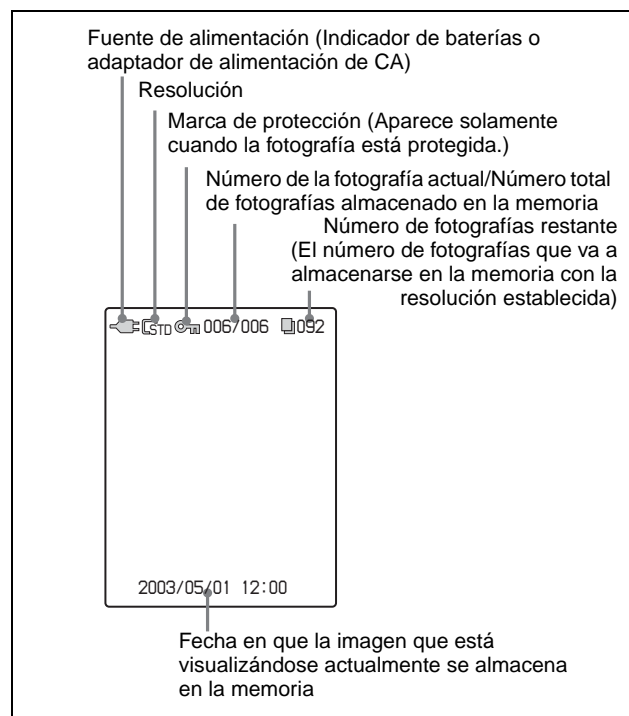 Fuente de alimentación (Indicador de baterías o
adaptador de alimentación de CA)
Resolución
Marca de protección (Aparece solamente
cuando la fotografía está protegida.)
Número de la fotografía actual/Número total
de fotografías almacenado en la memoria
Número de fotografías restante
(El número de fotografías que va a
almacenarse en la memoria con la
resolución establecida)
STD 006/006 092
2003/05/01 12:00
Fecha en que la imagen que está
visualizándose actualmente se almacena
en la memoria